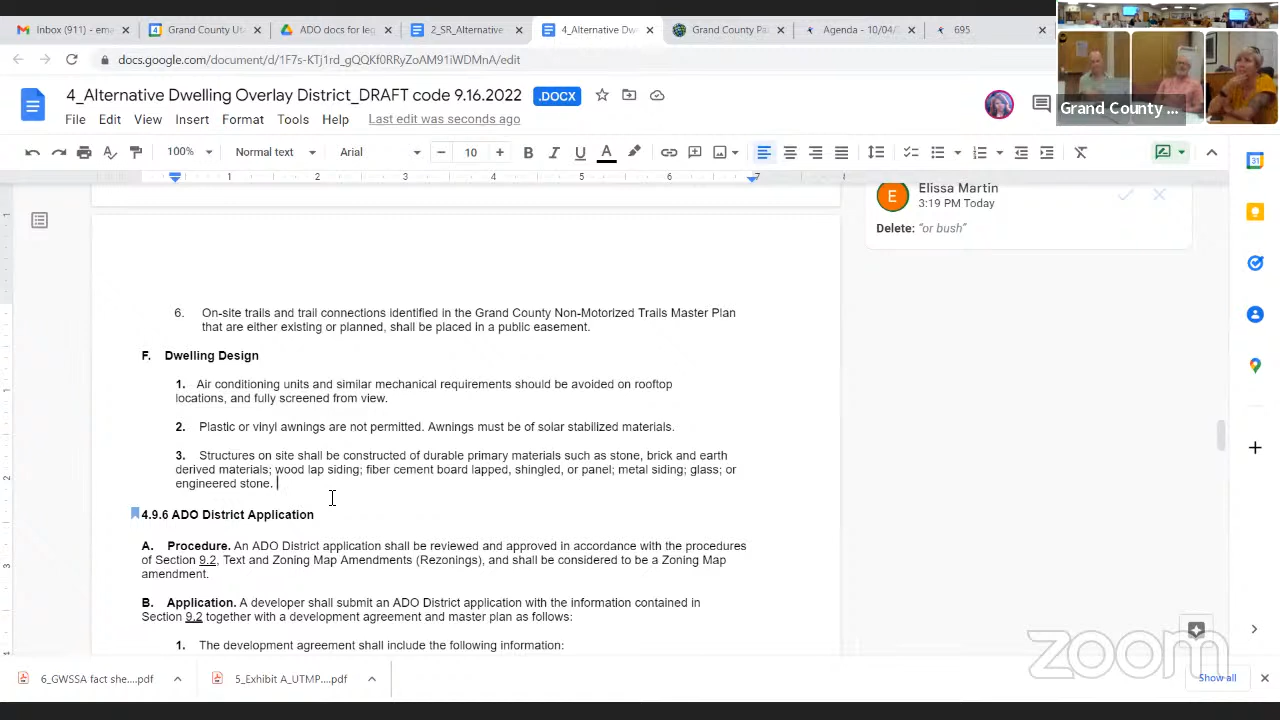 Inbox (911) - ema
Grand County Ut
ADO docs for
2_SR_Alternative
4_Alternative Dw
Grand County Pa
Agenda - 10/04/
695
docs.google.com/document/d/1F7s-KTj1rd_gQQKf0RRyZoAM91iWDMnA/edit
4_Alternative Dwelling Overlay District_DRAFT code 9.16.2022 .DOCX
File Edit View Insert Format Tools Help Last edit was seconds ago
Grand County ...
100% Normal text Arial 10 B I U A
1 2 3 4 5 6 7
Elissa Martin
3:19 PM Today
Delete: "or bush"
6. On-site trails and trail connections identified in the Grand County Non-Motorized Trails Master Plan
that are either existing or planned, shall be placed in a public easement.
F. Dwelling Design
1. Air conditioning units and similar mechanical requirements should be avoided on rooftop
locations, and fully screened from view.
2. Plastic or vinyl awnings are not permitted. Awnings must be of solar stabilized materials.
3. Structures on site shall be constructed of durable primary materials such as stone, brick and earth
derived materials; wood lap siding; fiber cement board lapped, shingled, or panel; metal siding; glass; or
engineered stone.
4.9.6 ADO District Application
A. Procedure. An ADO District application shall be reviewed and approved in accordance with the procedures
of Section 9.2, Text and Zoning Map Amendments (Rezonings), and shall be considered to be a Zoning Map
amendment.
B. Application. A developer shall submit an ADO District application with the information contained in
Section 9.2 together with a development agreement and master plan as follows:
1. The development agreement shall include the following information:
zoom
6_GWSSA fact she....pdf
5_Exhibit A_UTMP....pdf
Show all